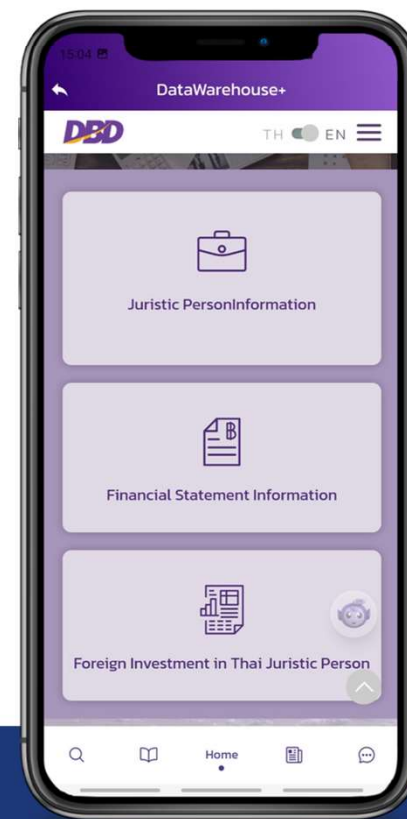 15:04
DataWarehouse+
DBD
TH EN
Juristic PersonInformation
฿
Financial Statement Information
Foreign Investment in Thai Juristic Person
Home